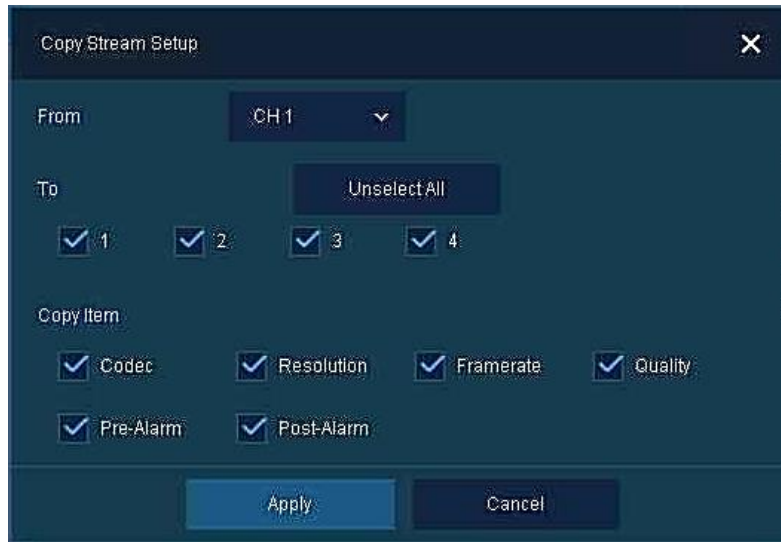 Copy Stream Setup
From CH 1
To Unselect All
1 2 3 4
Copy Item
Codec Resolution Framerate Quality
Pre-Alarm Post-Alarm
Apply Cancel